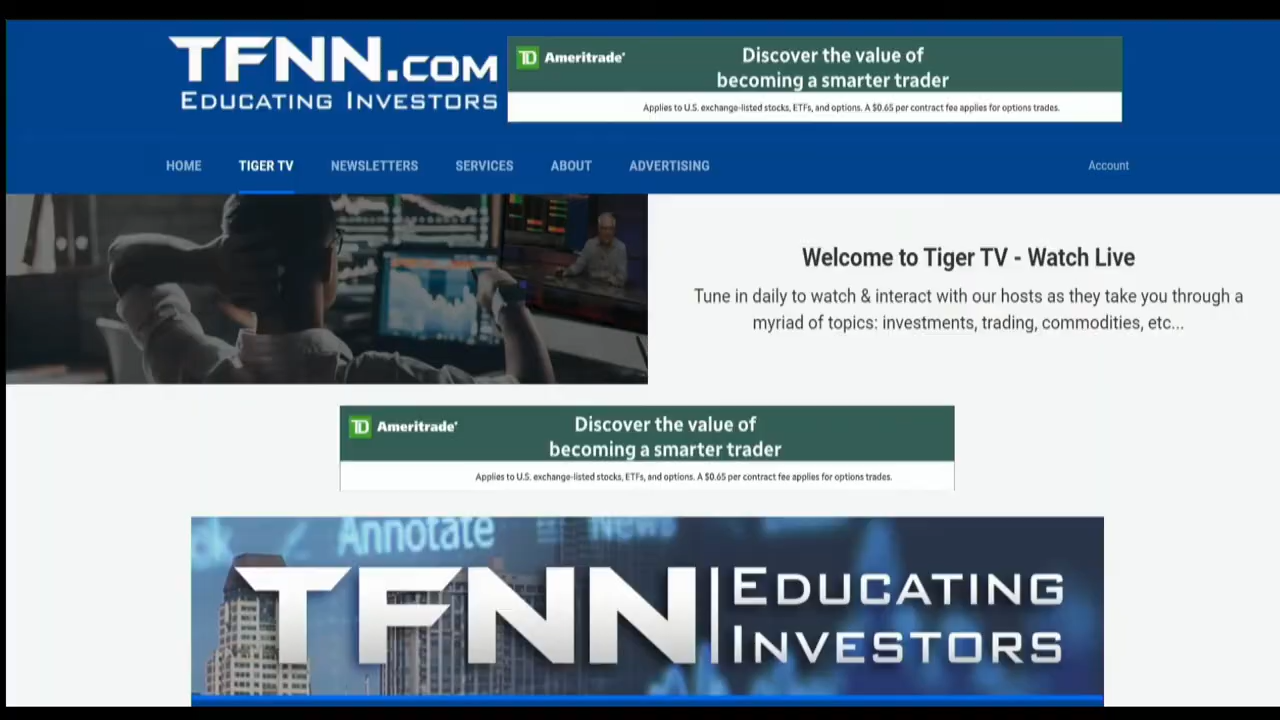 TFNN.COM
EDUCATING INVESTORS
TD Ameritrade®
Discover the value of
becoming a smarter trader
Applies to U.S. exchange-listed stocks, ETFs, and options. A $0.65 per contract fee applies for options trades.
HOME TIGER TV NEWSLETTERS SERVICES ABOUT ADVERTISING Account
Welcome to Tiger TV - Watch Live
Tune in daily to watch & interact with our hosts as they take you through a
myriad of topics: investments, trading, commodities, etc...
TD Ameritrade®
Discover the value of
becoming a smarter trader
Applies to U.S. exchange-listed stocks, ETFs, and options. A $0.65 per contract fee applies for options trades.
Annotate News
TFNN
EDUCATING
INVESTORS